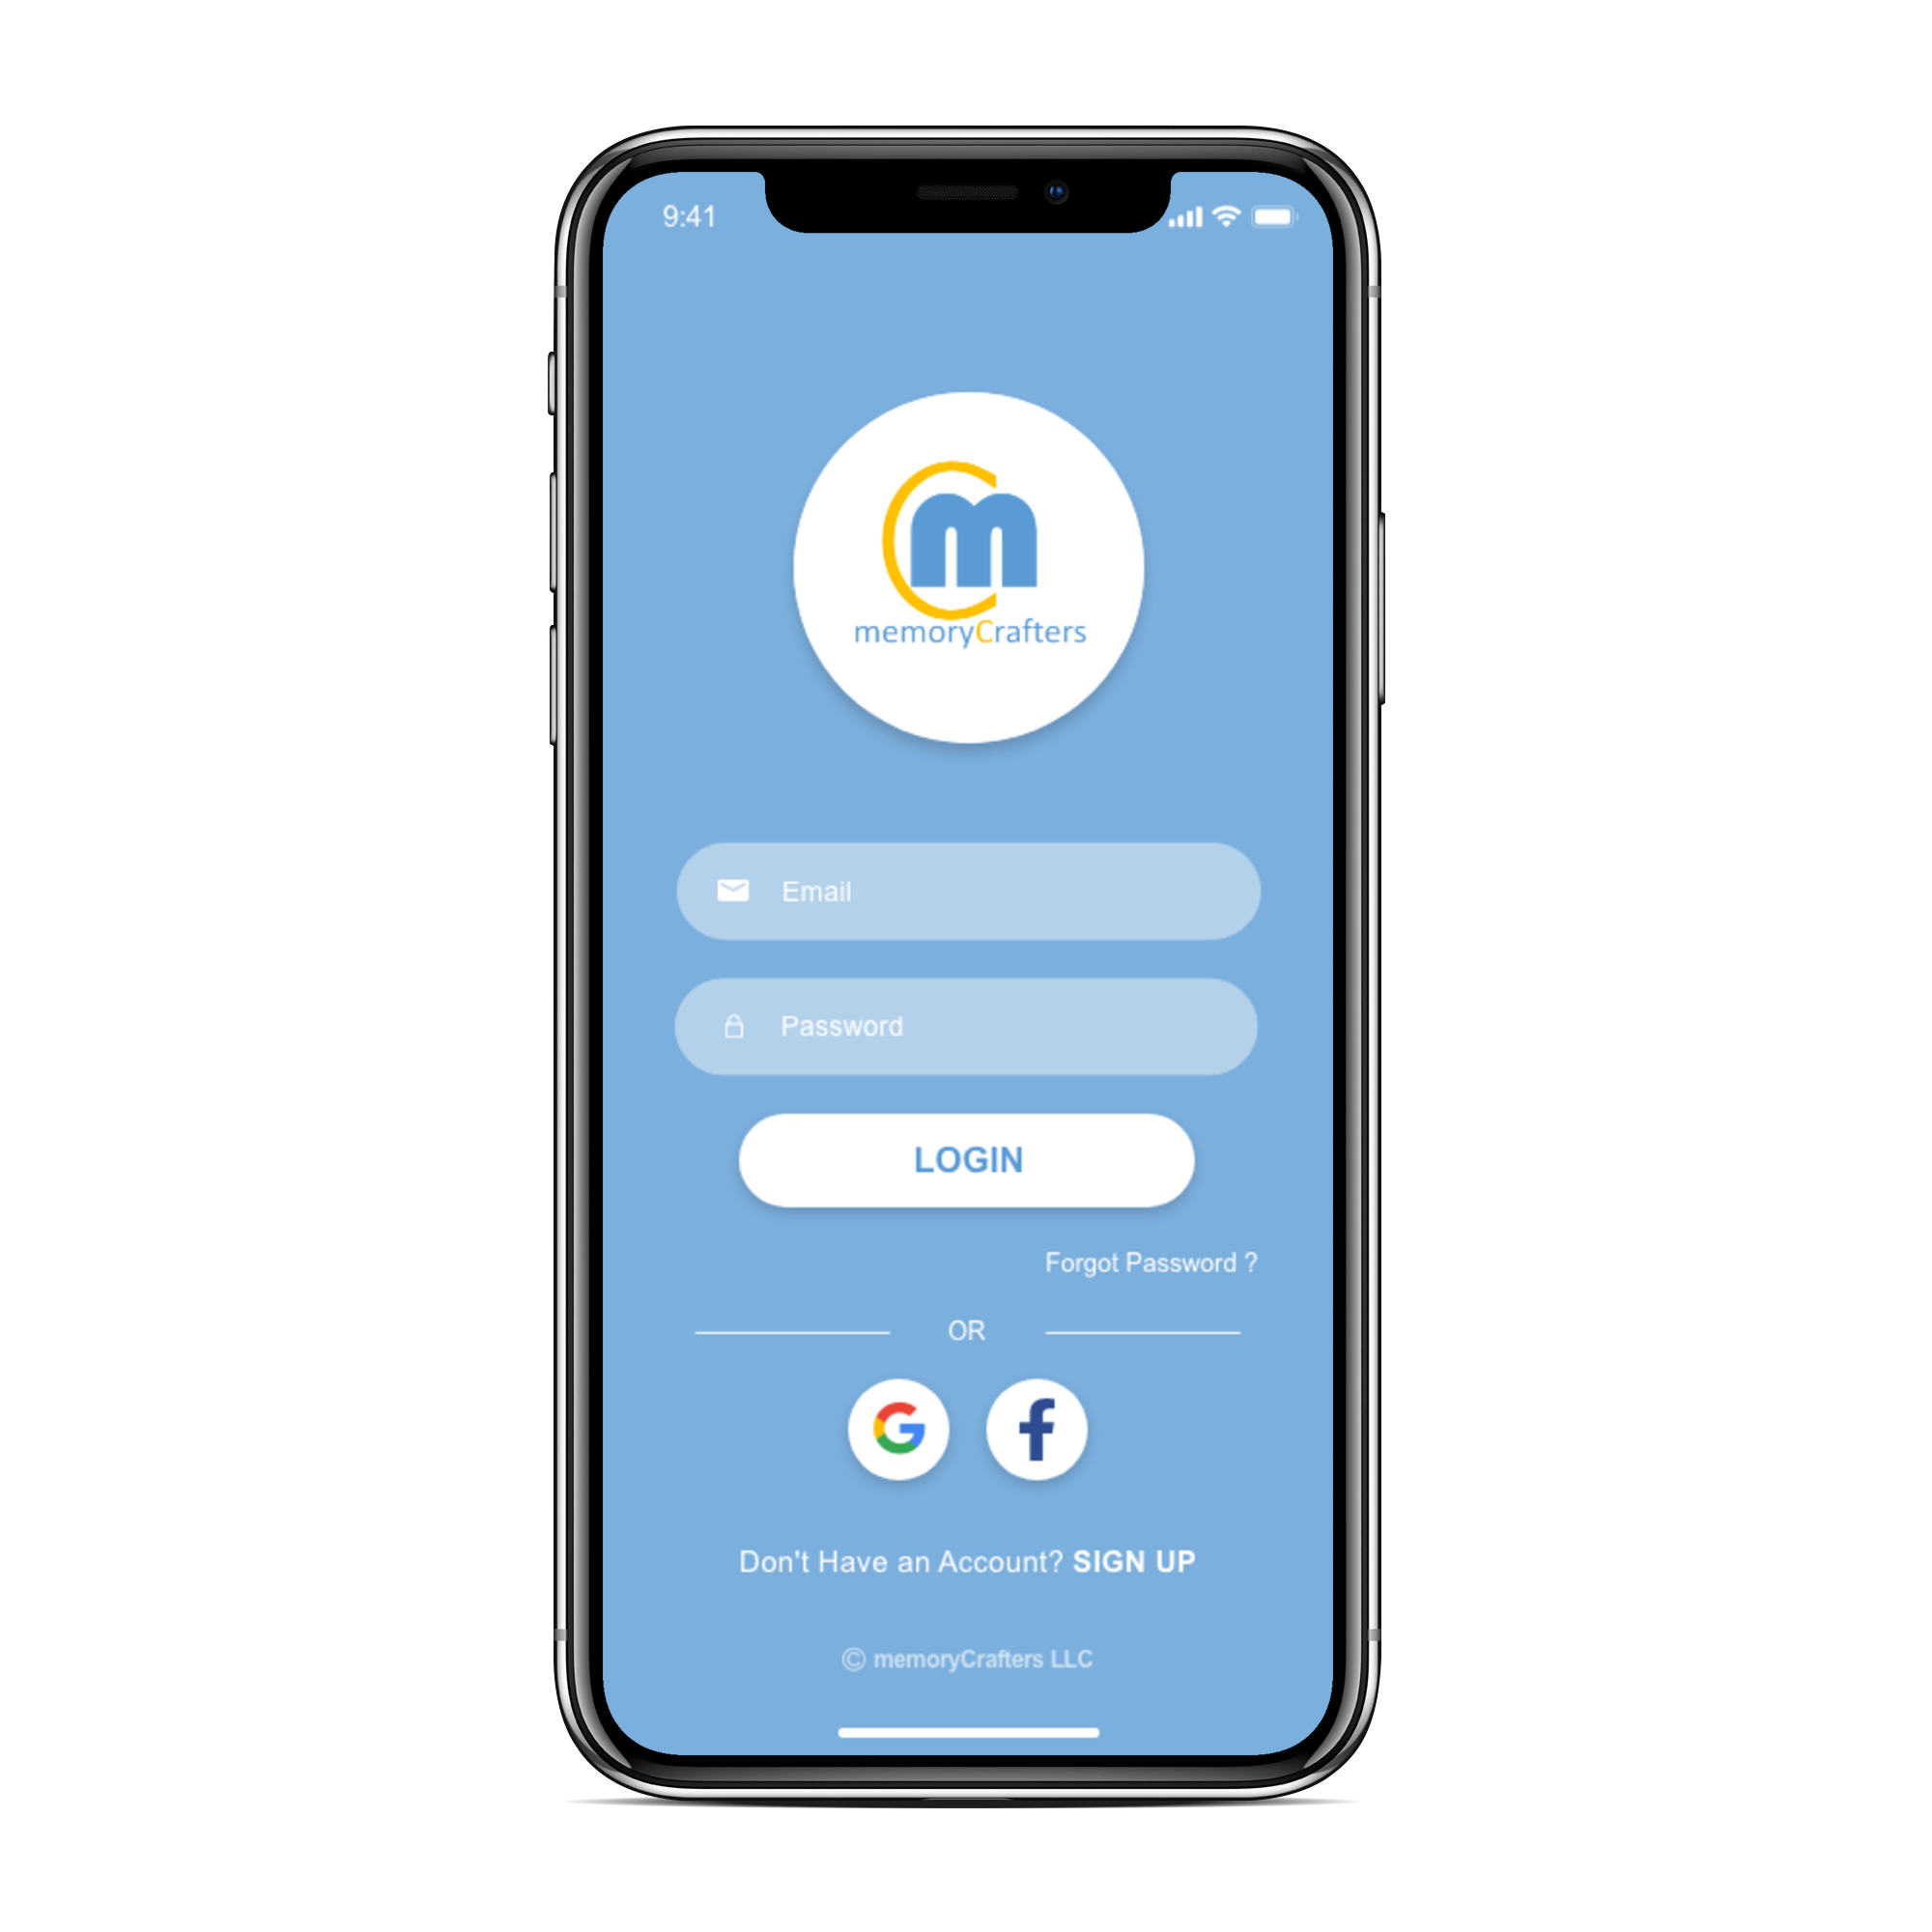 9:41
m
memoryCrafters
Email
Password
LOGIN
Forgot Password ?
OR
G f
Don't Have an Account? SIGN UP
© memoryCrafters LLC